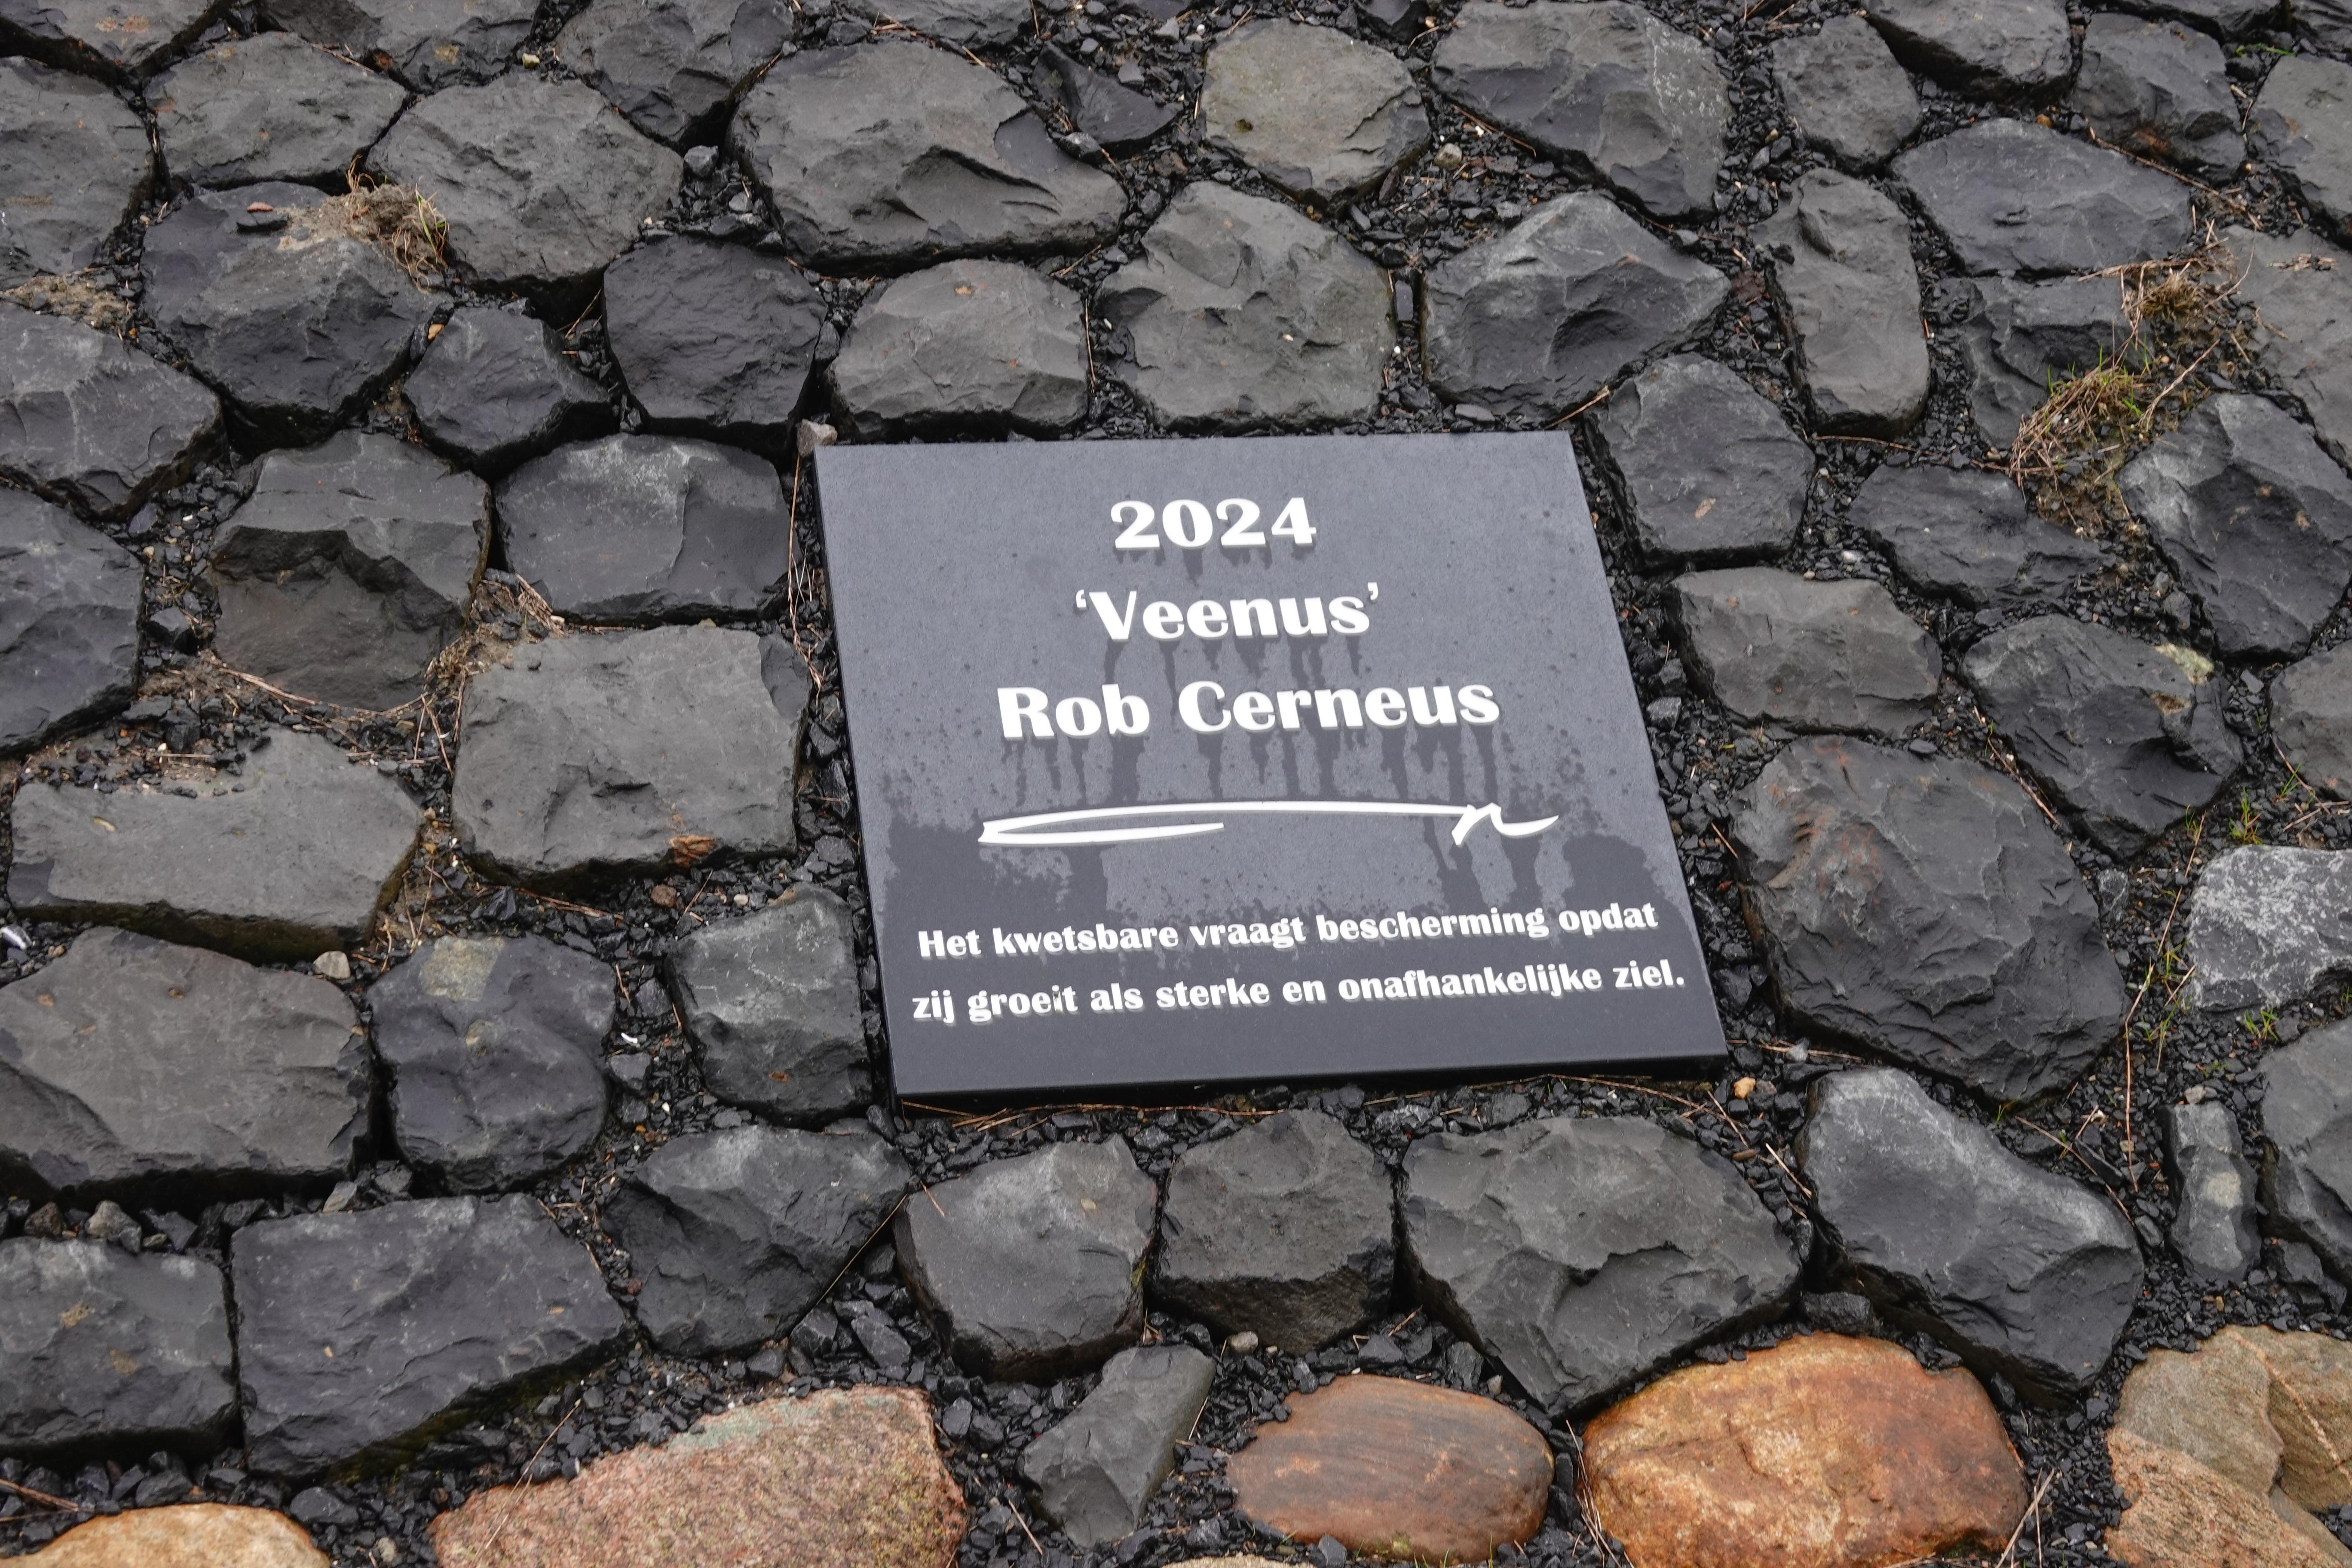 2024
‘Veenus’
Rob Cerneus
Het kwetsbare vraagt bescherming opdat
zij groeit als sterke en onafhankelijke ziel.